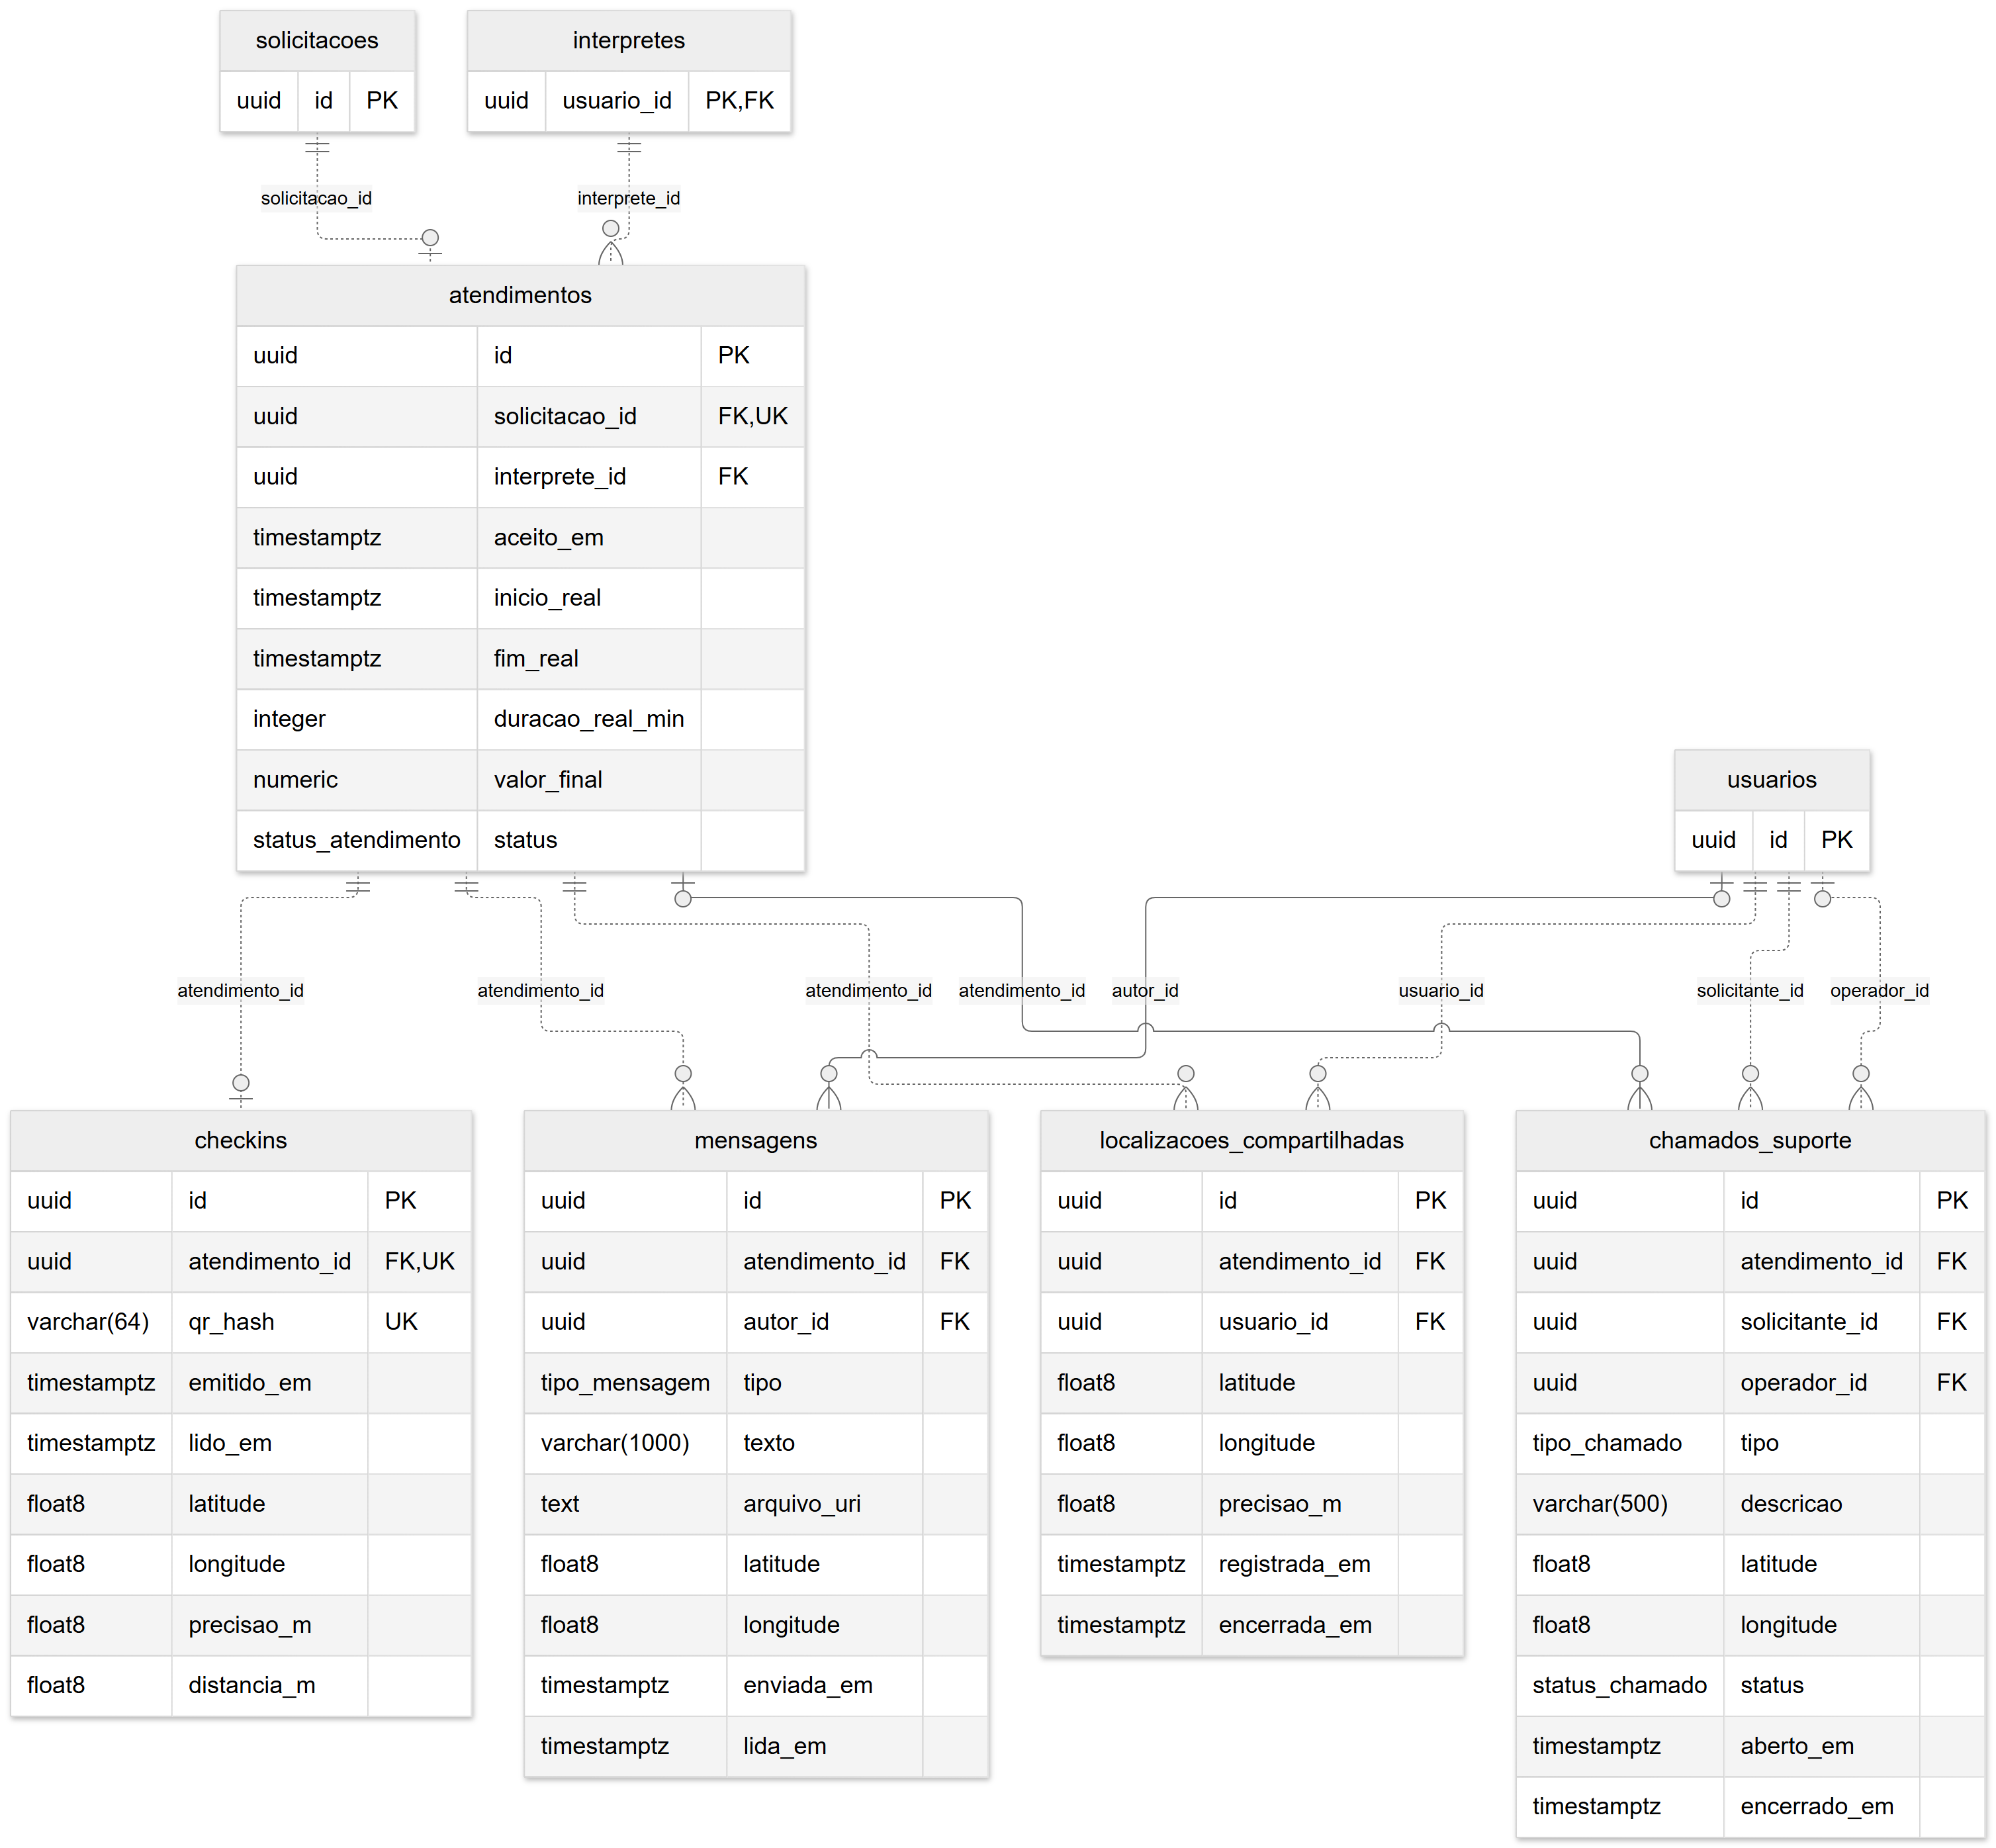 solicitacoes
uuid id PK
interpretes
uuid usuario_id PK,FK
solicitacao_id
interprete_id
atendimentos
uuid id PK
uuid solicitacao_id FK,UK
uuid interprete_id FK
timestamptz aceito_em
timestamptz inicio_real
timestamptz fim_real
integer duracao_real_min
numeric valor_final
status_atendimento status
usuarios
uuid id PK
atendimento_id
atendimento_id
atendimento_id
atendimento_id
autor_id
usuario_id
solicitante_id
operador_id
checkins
uuid id PK
uuid atendimento_id FK,UK
varchar(64) qr_hash UK
timestamptz emitido_em
timestamptz lido_em
float8 latitude
float8 longitude
float8 precisao_m
float8 distancia_m
mensagens
uuid id PK
uuid atendimento_id FK
uuid autor_id FK
tipo_mensagem tipo
varchar(1000) texto
text arquivo_uri
float8 latitude
float8 longitude
timestamptz enviada_em
timestamptz lida_em
localizacoes_compartilhadas
uuid id PK
uuid atendimento_id FK
uuid usuario_id FK
float8 latitude
float8 longitude
float8 precisao_m
timestamptz registrada_em
timestamptz encerrada_em
chamados_suporte
uuid id PK
uuid atendimento_id FK
uuid solicitante_id FK
uuid operador_id FK
tipo_chamado tipo
varchar(500) descricao
float8 latitude
float8 longitude
status_chamado status
timestamptz aberto_em
timestamptz encerrado_em